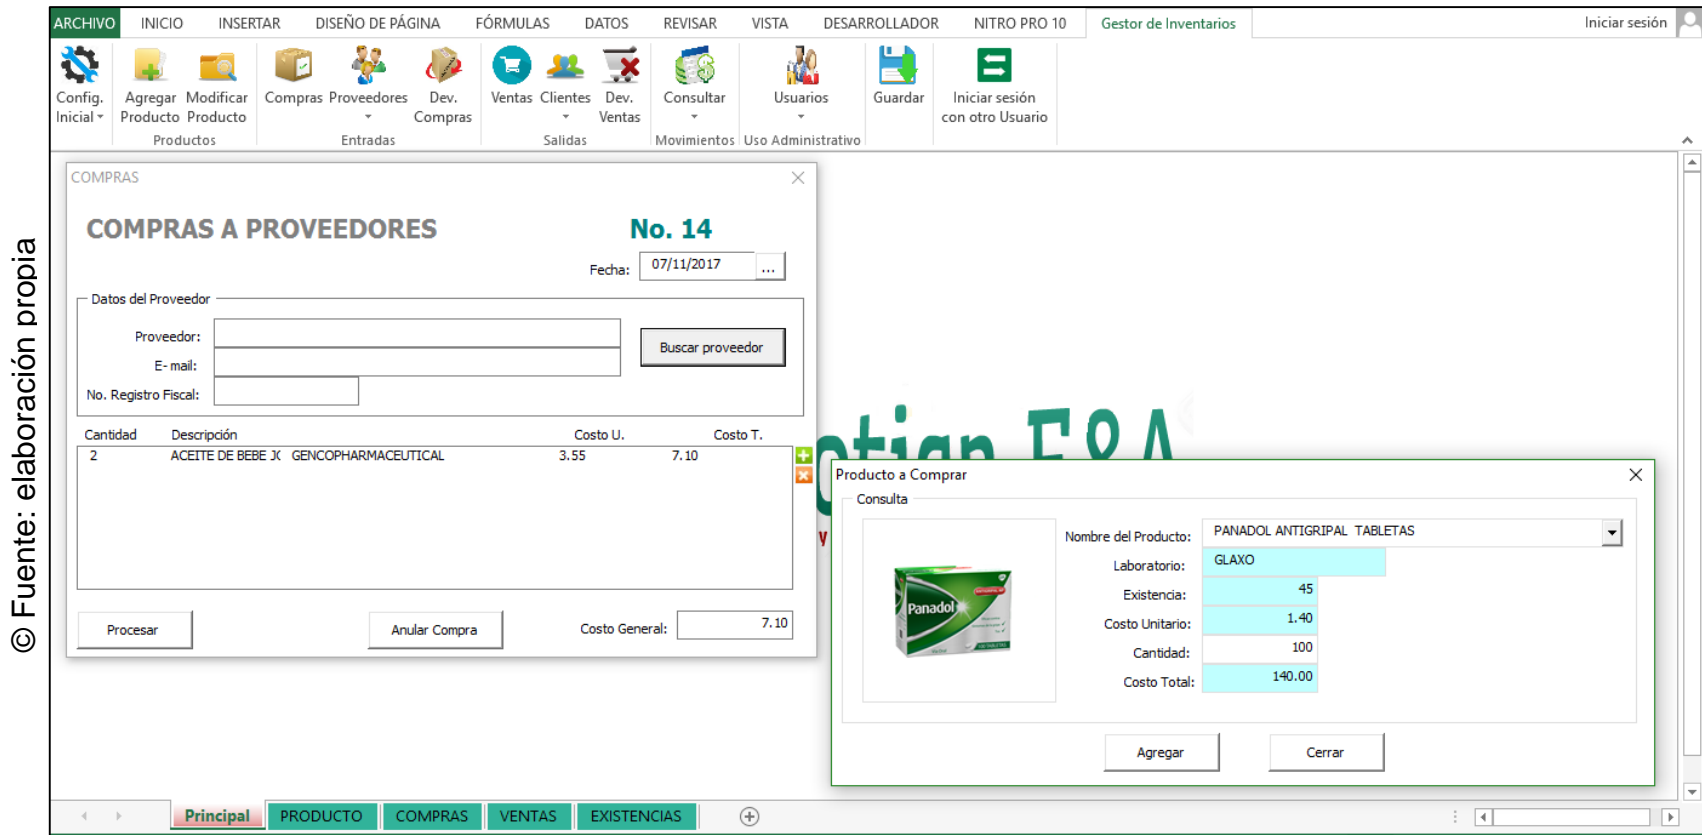 ARCHIVO INICIO INSERTAR DISEÑO DE PÁGINA FÓRMULAS DATOS REVISAR VISTA DESARROLLADOR NITRO PRO 10 Gestor de Inventarios Iniciar sesión
Config. Inicial
Agregar Producto
Modificar Producto
Compras
Proveedores
Dev. Compras
Ventas
Clientes
Dev. Ventas
Consultar
Usuarios
Guardar
Iniciar sesión con otro Usuario
Productos Entradas Salidas Movimientos Uso Administrativo
© Fuente: elaboración propia
COMPRAS
COMPRAS A PROVEEDORES No. 14
Fecha: 07/11/2017 ...
Datos del Proveedor
Proveedor:
Buscar proveedor
E- mail:
No. Registro Fiscal:
Cantidad Descripción Costo U. Costo T.
2 ACEITE DE BEBE GENCOPHARMACEUTICAL 3.55 7.10
Procesar Anular Compra Costo General: 7.10
E&A
y
Producto a Comprar
Consulta
Panadol
Nombre del Producto: PANADOL ANTIGRIPAL TABLETAS
Laboratorio: GLAXO
Existencia: 45
Costo Unitario: 1.40
Cantidad: 100
Costo Total: 140.00
Agregar Cerrar
Principal PRODUCTO COMPRAS VENTAS EXISTENCIAS